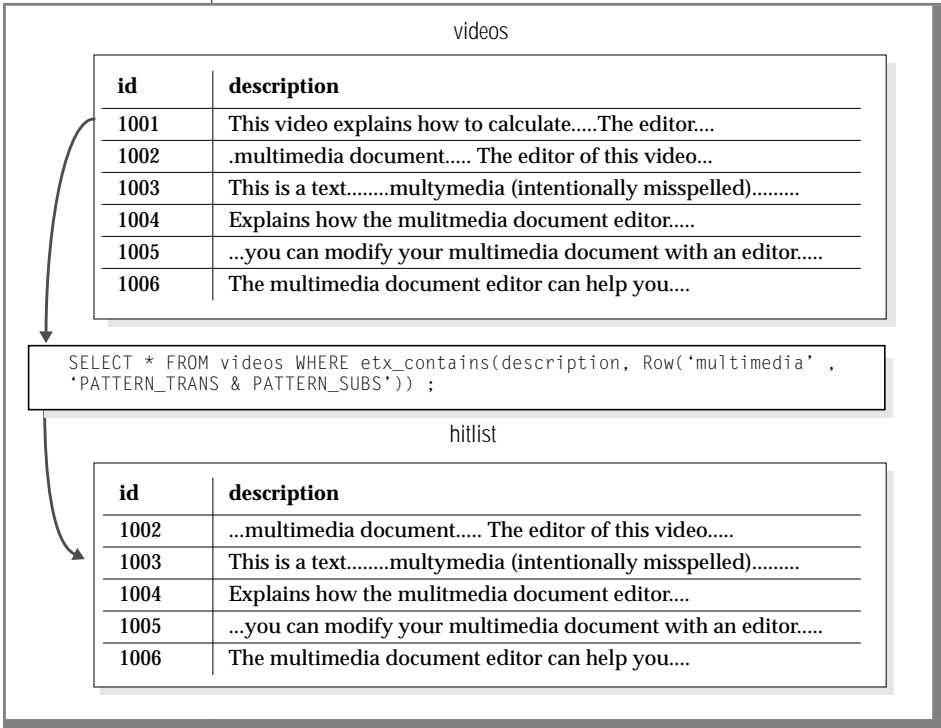 videos
id description
1001 This video explains how to calculate.....The editor....
1002 .multimedia document..... The editor of this video...
1003 This is a text........multymedia (intentionally misspelled).........
1004 Explains how the mulitmedia document editor.....
1005 ...you can modify your multimedia document with an editor.....
1006 The multimedia document editor can help you....
SELECT * FROM videos WHERE etx_contains(description, Row(‘multimedia’ ,
‘PATTERN_TRANS & PATTERN_SUBS’)) ;
hitlist
id description
1002 ...multimedia document..... The editor of this video.....
1003 This is a text........multymedia (intentionally misspelled).........
1004 Explains how the mulitmedia document editor....
1005 ...you can modify your multimedia document with an editor.....
1006 The multimedia document editor can help you....